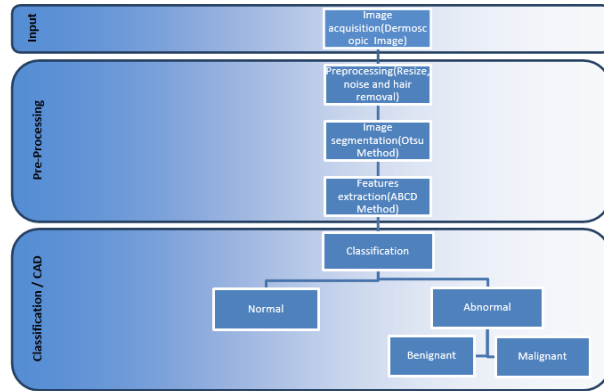 Input
Image
acquisition(Dermosc
opic Image)
Pre-Processing
Preprocessing(Resize,
noise and hair
removal)
Image
segmentation(Otsu
Method)
Features
extraction(ABCD
Method)
Classification / CAD
Classification
Normal
Abnormal
Benignant
Malignant